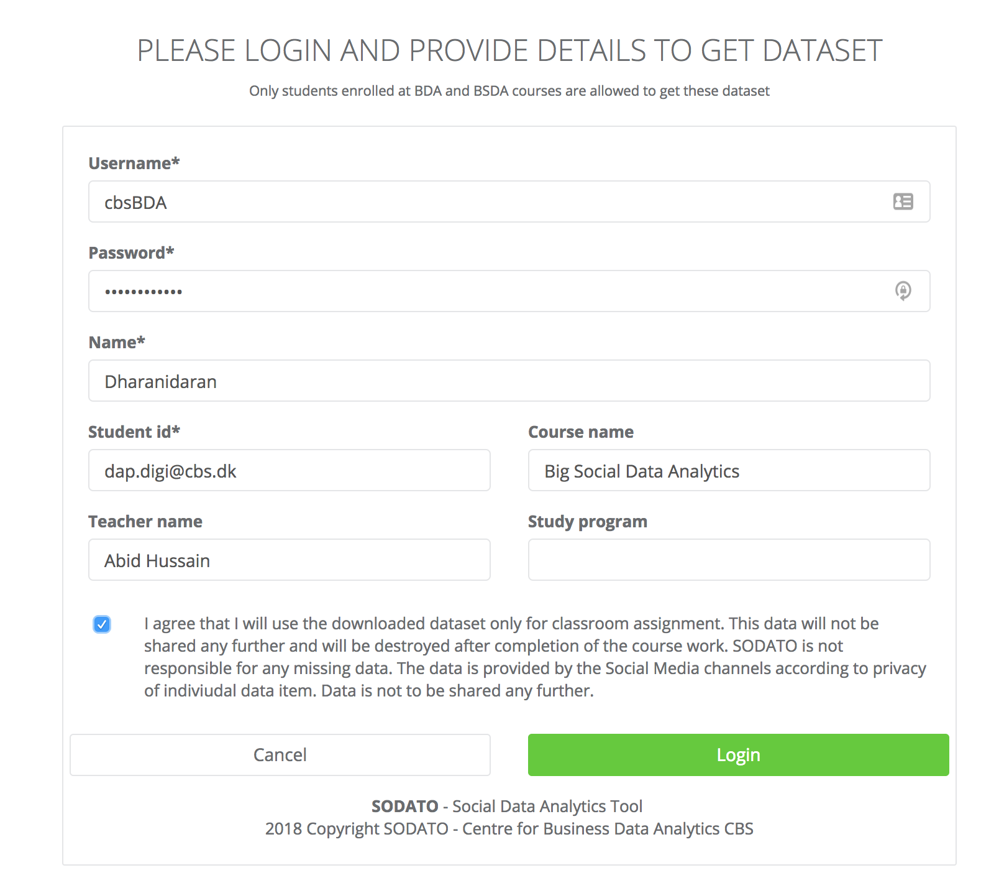 PLEASE LOGIN AND PROVIDE DETAILS TO GET DATASET
Only students enrolled at BDA and BSDA courses are allowed to get these dataset
Username*
cbsBDA
Password*
••••••••••••
Name*
Dharanidaran
Student id*
Course name
dap.digi@cbs.dk
Big Social Data Analytics
Teacher name
Study program
Abid Hussain
I agree that I will use the downloaded dataset only for classroom assignment. This data will not be
shared any further and will be destroyed after completion of the course work. SODATO is not
responsible for any missing data. The data is provided by the Social Media channels according to privacy
of indiviudal data item. Data is not to be shared any further.
Cancel
Login
SODATO - Social Data Analytics Tool
2018 Copyright SODATO - Centre for Business Data Analytics CBS